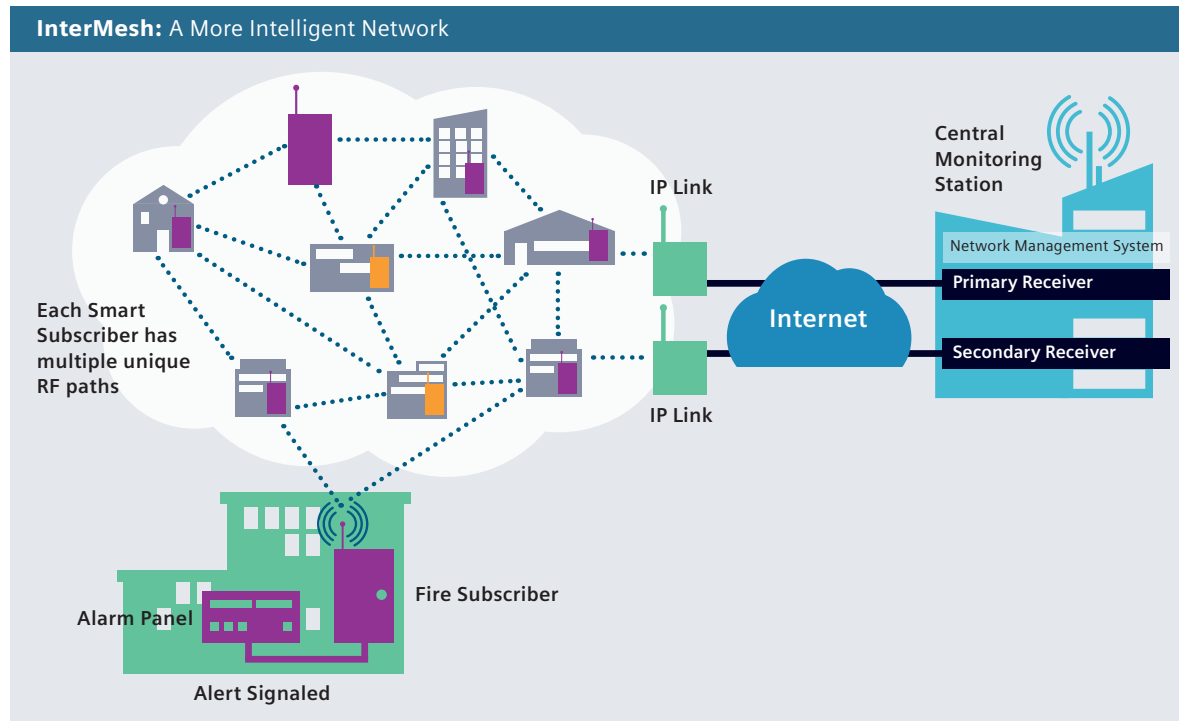 InterMesh: A More Intelligent Network
Central
Monitoring
Station
IP Link
Network Management System
Primary Receiver
Internet
Each Smart
Subscriber has
multiple unique
RF paths
Secondary Receiver
IP Link
Fire Subscriber
Alarm Panel
Alert Signaled